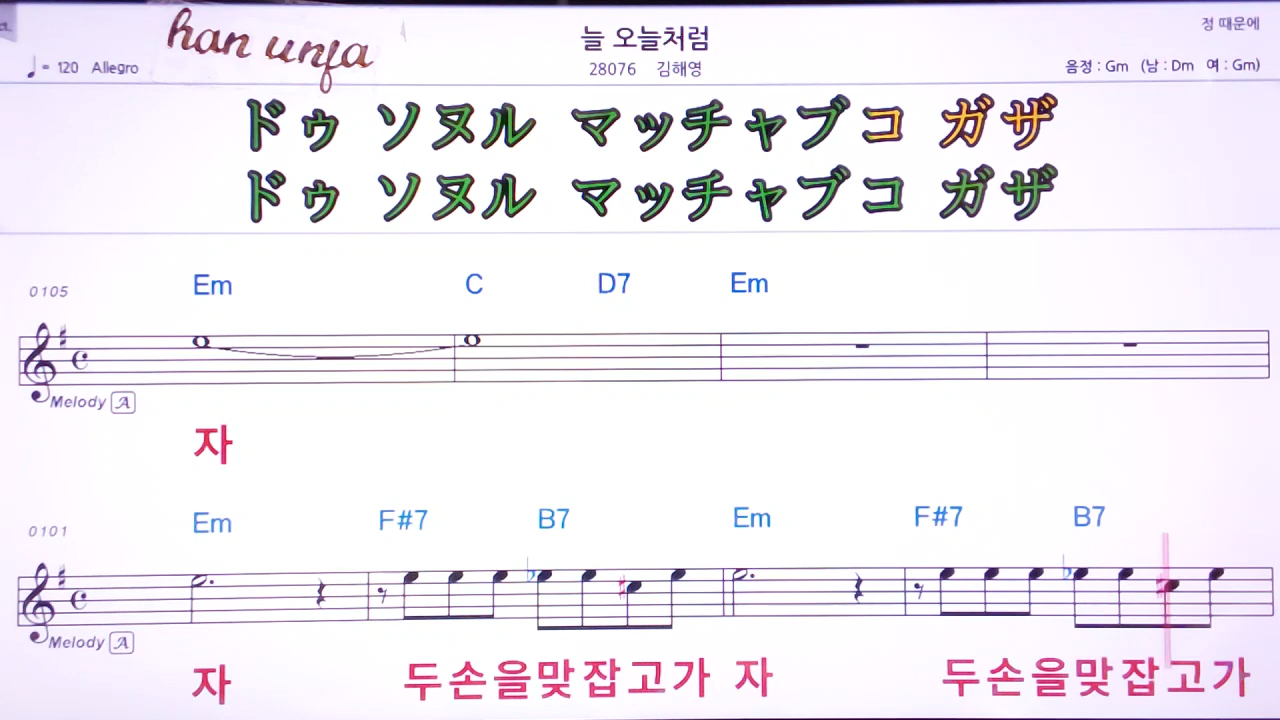 han unja
늘 오늘처럼
정 때문에
♩= 120 Allegro
28076 김해영
음정 : Gm (남 : Dm 여 : Gm)
ドゥ ソヌル マッチャブコ ガザ
ドゥ ソヌル マッチャブコ ガザ
Em C D7 Em
0105
Melody A
자
Em F#7 B7 Em F#7 B7
0101
Melody A
자 두손을맞잡고가 자 두손을맞잡고가